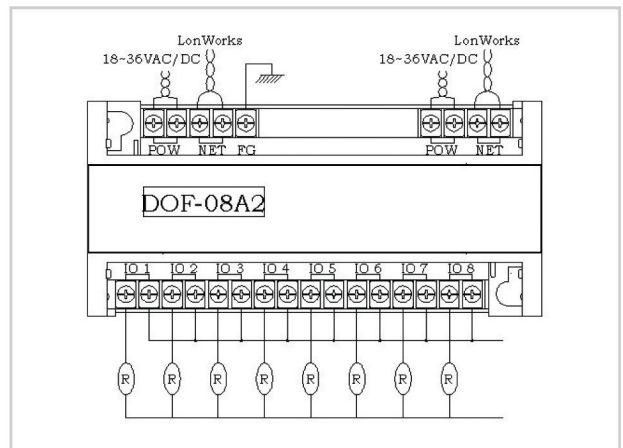 LonWorks LonWorks
18~36VAC/DC 18~36VAC/DC
POW NET FG POW NET
DOF-08A2
IO 1 IO 2 IO 3 IO 4 IO 5 IO 6 IO 7 IO 8
R R R R R R R R